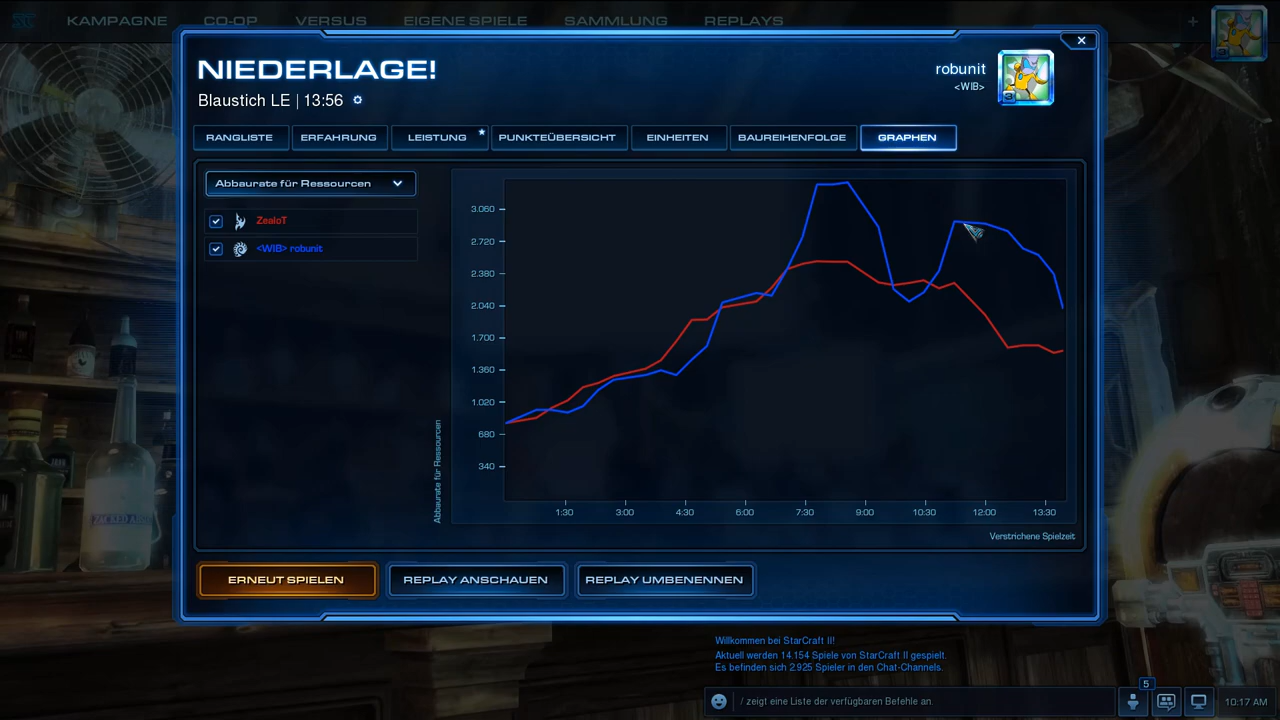 KAMPAGNE CO-OP VERSUS EIGENE SPIELE SAMMLUNG REPLAYS
NIEDERLAGE!
Blaustich LE | 13:56
robunit
<WIB>
RANGLISTE ERFAHRUNG LEISTUNG PUNKTEÜBERSICHT EINHEITEN BAUREIHENFOLGE GRAPHEN
Abbaurate für Ressourcen
ZealoT
<WIB> robunit
3.060
2.720
2.380
2.040
1.700
1.360
1.020
680
340
Abbaurate für Ressourcen
1:30 3:00 4:30 6:00 7:30 9:00 10:30 12:00 13:30
Verstrichene Spielzeit
ERNEUT SPIELEN REPLAY ANSCHAUEN REPLAY UMBENENNEN
Willkommen bei StarCraft II!
Aktuell werden 14.154 Spiele von StarCraft II gespielt.
Es befinden sich 2.925 Spieler in den Chat-Channels.
5
/ zeigt eine Liste der verfügbaren Befehle an.
10:17 AM